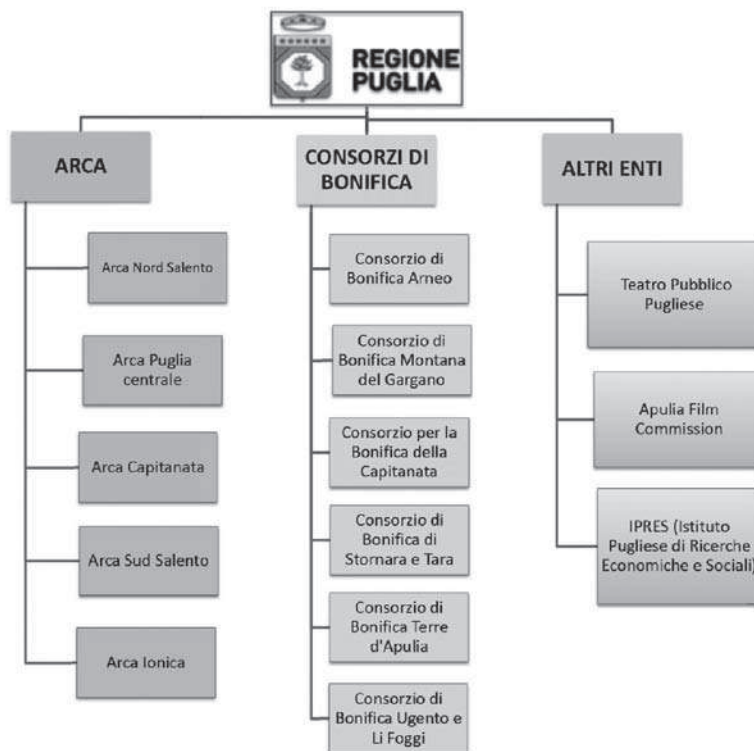 REGIONE
PUGLIA
ARCA
Arca Nord Salento
Arca Puglia
centrale
Arca Capitanata
Arca Sud Salento
Arca Ionica
CONSORZI DI
BONIFICA
Consorzio di
Bonifica Arneo
Consorzio di
Bonifica Montana
del Gargano
Consorzio per la
Bonifica della
Capitanata
Consorzio di
Bonifica di
Stornara e Tara
Consorzio di
Bonifica Terre
d'Apulia
Consorzio di
Bonifica Ugento e
Li Foggi
ALTRI ENTI
Teatro Pubblico
Pugliese
Apulia Film
Commission
IPRES (Istituto
Pugliese di Ricerche
Economiche e Sociali)